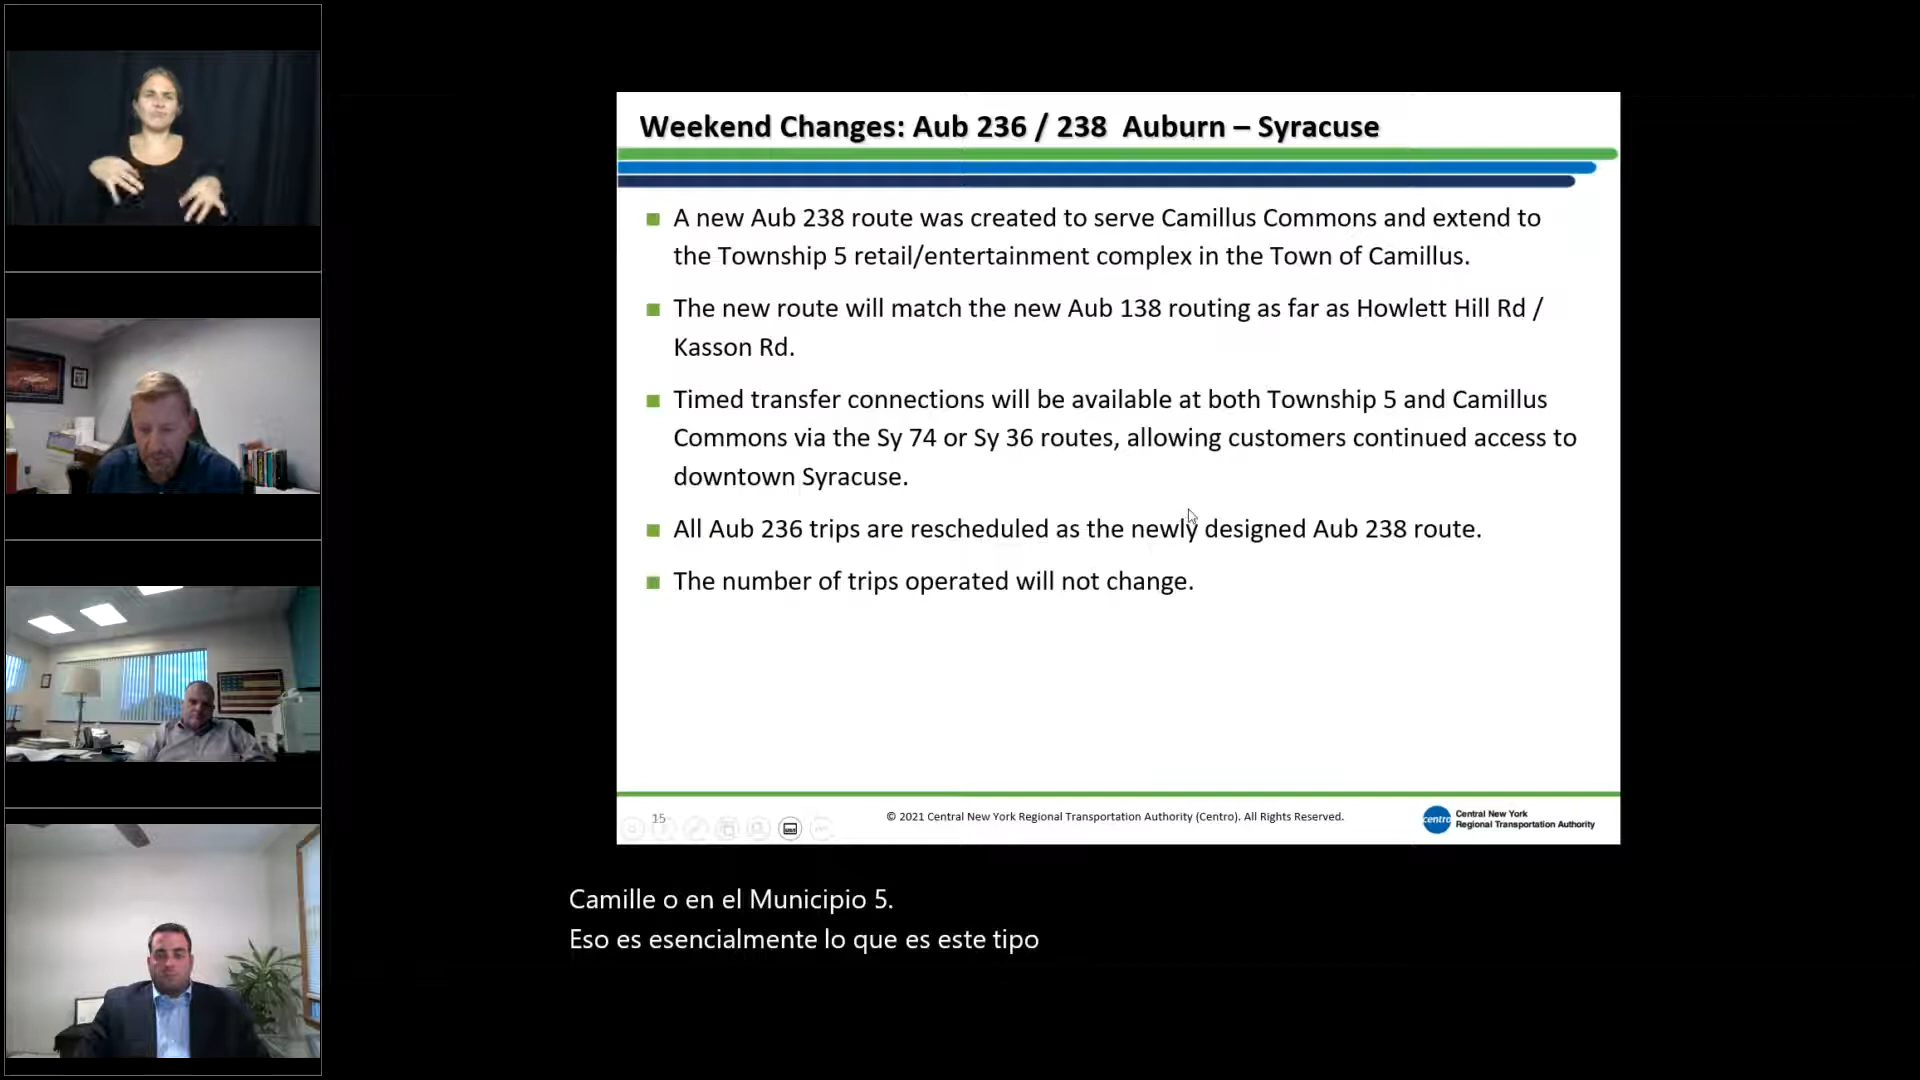 Weekend Changes: Aub 236 / 238 Auburn – Syracuse
A new Aub 238 route was created to serve Camillus Commons and extend to
the Township 5 retail/entertainment complex in the Town of Camillus.
The new route will match the new Aub 138 routing as far as Howlett Hill Rd /
Kasson Rd.
Timed transfer connections will be available at both Township 5 and Camillus
Commons via the Sy 74 or Sy 36 routes, allowing customers continued access to
downtown Syracuse.
All Aub 236 trips are rescheduled as the newly designed Aub 238 route.
The number of trips operated will not change.
15
© 2021 Central New York Regional Transportation Authority (Centro). All Rights Reserved.
centro
Central New York
Regional Transportation Authority
Camille o en el Municipio 5.
Eso es esencialmente lo que es este tipo